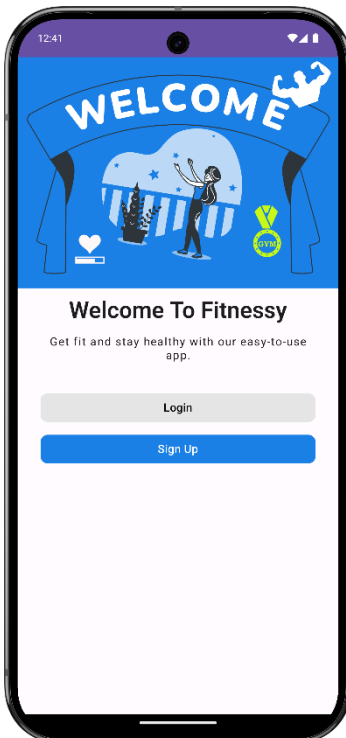 12:41
WELCOME
GYM
Welcome To Fitnessy
Get fit and stay healthy with our easy-to-use
app.
Login
Sign Up